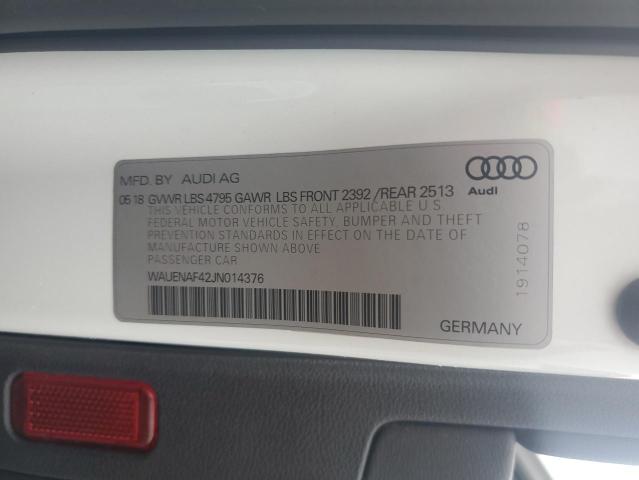 MFD. BY AUDI AG
Audi
05 18 GVWR LBS 4795 GAWR LBS FRONT 2392 /REAR 2513
THIS VEHICLE CONFORMS TO ALL APPLICABLE U.S.
FEDERAL MOTOR VEHICLE SAFETY, BUMPER AND THEFT
PREVENTION STANDARDS IN EFFECT ON THE DATE OF
MANUFACTURE SHOWN ABOVE
PASSENGER CAR
WAUENAF42JN014376
1914078
GERMANY